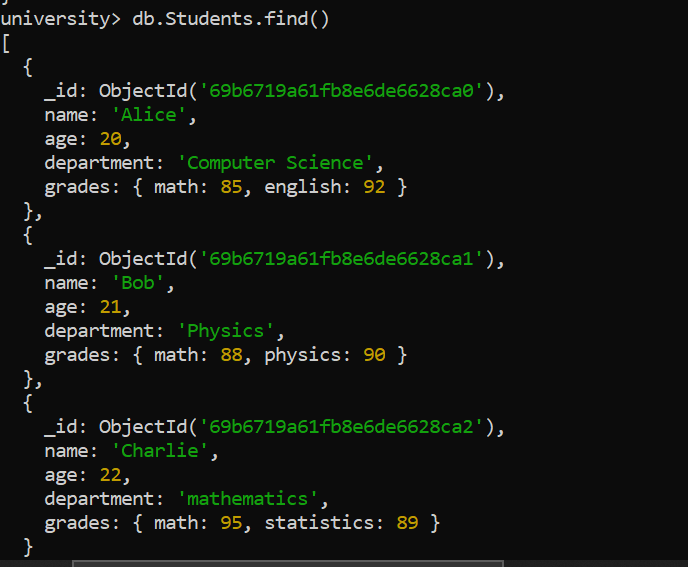 university> db.Students.find()
[
  {
    _id: ObjectId('69b6719a61fb8e6de6628ca0'),
    name: 'Alice',
    age: 20,
    department: 'Computer Science',
    grades: { math: 85, english: 92 }
  },
  {
    _id: ObjectId('69b6719a61fb8e6de6628ca1'),
    name: 'Bob',
    age: 21,
    department: 'Physics',
    grades: { math: 88, physics: 90 }
  },
  {
    _id: ObjectId('69b6719a61fb8e6de6628ca2'),
    name: 'Charlie',
    age: 22,
    department: 'mathematics',
    grades: { math: 95, statistics: 89 }
  }